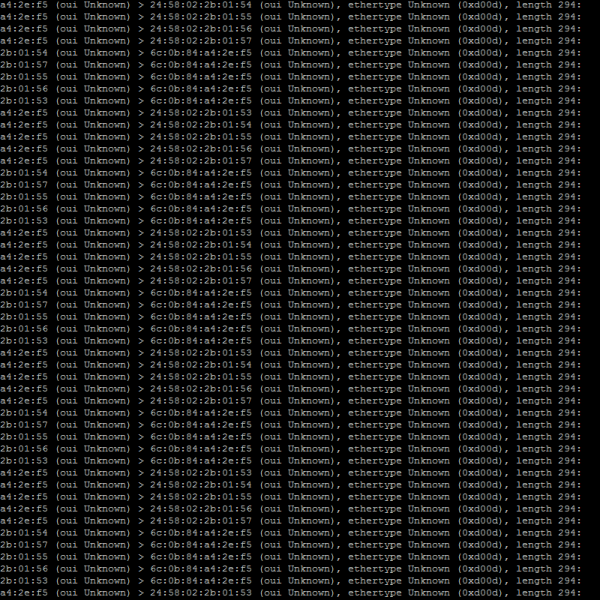 a4:2e:f5 (oui Unknown) > 24:58:02:2b:01:54 (oui Unknown), ethertype Unknown (0xd00d), length 294:
a4:2e:f5 (oui Unknown) > 24:58:02:2b:01:55 (oui Unknown), ethertype Unknown (0xd00d), length 294:
a4:2e:f5 (oui Unknown) > 24:58:02:2b:01:56 (oui Unknown), ethertype Unknown (0xd00d), length 294:
a4:2e:f5 (oui Unknown) > 24:58:02:2b:01:57 (oui Unknown), ethertype Unknown (0xd00d), length 294:
2b:01:54 (oui Unknown) > 6c:0b:84:a4:2e:f5 (oui Unknown), ethertype Unknown (0xd00d), length 294:
2b:01:57 (oui Unknown) > 6c:0b:84:a4:2e:f5 (oui Unknown), ethertype Unknown (0xd00d), length 294:
2b:01:55 (oui Unknown) > 6c:0b:84:a4:2e:f5 (oui Unknown), ethertype Unknown (0xd00d), length 294:
2b:01:56 (oui Unknown) > 6c:0b:84:a4:2e:f5 (oui Unknown), ethertype Unknown (0xd00d), length 294:
2b:01:53 (oui Unknown) > 6c:0b:84:a4:2e:f5 (oui Unknown), ethertype Unknown (0xd00d), length 294:
a4:2e:f5 (oui Unknown) > 24:58:02:2b:01:53 (oui Unknown), ethertype Unknown (0xd00d), length 294:
a4:2e:f5 (oui Unknown) > 24:58:02:2b:01:54 (oui Unknown), ethertype Unknown (0xd00d), length 294:
a4:2e:f5 (oui Unknown) > 24:58:02:2b:01:55 (oui Unknown), ethertype Unknown (0xd00d), length 294:
a4:2e:f5 (oui Unknown) > 24:58:02:2b:01:56 (oui Unknown), ethertype Unknown (0xd00d), length 294:
a4:2e:f5 (oui Unknown) > 24:58:02:2b:01:57 (oui Unknown), ethertype Unknown (0xd00d), length 294:
2b:01:54 (oui Unknown) > 6c:0b:84:a4:2e:f5 (oui Unknown), ethertype Unknown (0xd00d), length 294:
2b:01:57 (oui Unknown) > 6c:0b:84:a4:2e:f5 (oui Unknown), ethertype Unknown (0xd00d), length 294:
2b:01:55 (oui Unknown) > 6c:0b:84:a4:2e:f5 (oui Unknown), ethertype Unknown (0xd00d), length 294:
2b:01:56 (oui Unknown) > 6c:0b:84:a4:2e:f5 (oui Unknown), ethertype Unknown (0xd00d), length 294:
2b:01:53 (oui Unknown) > 6c:0b:84:a4:2e:f5 (oui Unknown), ethertype Unknown (0xd00d), length 294:
a4:2e:f5 (oui Unknown) > 24:58:02:2b:01:53 (oui Unknown), ethertype Unknown (0xd00d), length 294:
a4:2e:f5 (oui Unknown) > 24:58:02:2b:01:54 (oui Unknown), ethertype Unknown (0xd00d), length 294:
a4:2e:f5 (oui Unknown) > 24:58:02:2b:01:55 (oui Unknown), ethertype Unknown (0xd00d), length 294:
a4:2e:f5 (oui Unknown) > 24:58:02:2b:01:56 (oui Unknown), ethertype Unknown (0xd00d), length 294:
a4:2e:f5 (oui Unknown) > 24:58:02:2b:01:57 (oui Unknown), ethertype Unknown (0xd00d), length 294:
2b:01:54 (oui Unknown) > 6c:0b:84:a4:2e:f5 (oui Unknown), ethertype Unknown (0xd00d), length 294:
2b:01:57 (oui Unknown) > 6c:0b:84:a4:2e:f5 (oui Unknown), ethertype Unknown (0xd00d), length 294:
2b:01:55 (oui Unknown) > 6c:0b:84:a4:2e:f5 (oui Unknown), ethertype Unknown (0xd00d), length 294:
2b:01:56 (oui Unknown) > 6c:0b:84:a4:2e:f5 (oui Unknown), ethertype Unknown (0xd00d), length 294:
2b:01:53 (oui Unknown) > 6c:0b:84:a4:2e:f5 (oui Unknown), ethertype Unknown (0xd00d), length 294:
a4:2e:f5 (oui Unknown) > 24:58:02:2b:01:53 (oui Unknown), ethertype Unknown (0xd00d), length 294:
a4:2e:f5 (oui Unknown) > 24:58:02:2b:01:54 (oui Unknown), ethertype Unknown (0xd00d), length 294:
a4:2e:f5 (oui Unknown) > 24:58:02:2b:01:55 (oui Unknown), ethertype Unknown (0xd00d), length 294:
a4:2e:f5 (oui Unknown) > 24:58:02:2b:01:56 (oui Unknown), ethertype Unknown (0xd00d), length 294:
a4:2e:f5 (oui Unknown) > 24:58:02:2b:01:57 (oui Unknown), ethertype Unknown (0xd00d), length 294:
2b:01:54 (oui Unknown) > 6c:0b:84:a4:2e:f5 (oui Unknown), ethertype Unknown (0xd00d), length 294:
2b:01:57 (oui Unknown) > 6c:0b:84:a4:2e:f5 (oui Unknown), ethertype Unknown (0xd00d), length 294:
2b:01:55 (oui Unknown) > 6c:0b:84:a4:2e:f5 (oui Unknown), ethertype Unknown (0xd00d), length 294:
2b:01:56 (oui Unknown) > 6c:0b:84:a4:2e:f5 (oui Unknown), ethertype Unknown (0xd00d), length 294:
2b:01:53 (oui Unknown) > 6c:0b:84:a4:2e:f5 (oui Unknown), ethertype Unknown (0xd00d), length 294:
a4:2e:f5 (oui Unknown) > 24:58:02:2b:01:53 (oui Unknown), ethertype Unknown (0xd00d), length 294:
a4:2e:f5 (oui Unknown) > 24:58:02:2b:01:54 (oui Unknown), ethertype Unknown (0xd00d), length 294:
a4:2e:f5 (oui Unknown) > 24:58:02:2b:01:55 (oui Unknown), ethertype Unknown (0xd00d), length 294:
a4:2e:f5 (oui Unknown) > 24:58:02:2b:01:56 (oui Unknown), ethertype Unknown (0xd00d), length 294:
a4:2e:f5 (oui Unknown) > 24:58:02:2b:01:57 (oui Unknown), ethertype Unknown (0xd00d), length 294:
2b:01:54 (oui Unknown) > 6c:0b:84:a4:2e:f5 (oui Unknown), ethertype Unknown (0xd00d), length 294:
2b:01:57 (oui Unknown) > 6c:0b:84:a4:2e:f5 (oui Unknown), ethertype Unknown (0xd00d), length 294:
2b:01:55 (oui Unknown) > 6c:0b:84:a4:2e:f5 (oui Unknown), ethertype Unknown (0xd00d), length 294:
2b:01:56 (oui Unknown) > 6c:0b:84:a4:2e:f5 (oui Unknown), ethertype Unknown (0xd00d), length 294:
2b:01:53 (oui Unknown) > 6c:0b:84:a4:2e:f5 (oui Unknown), ethertype Unknown (0xd00d), length 294:
a4:2e:f5 (oui Unknown) > 24:58:02:2b:01:53 (oui Unknown), ethertype Unknown (0xd00d), length 294: